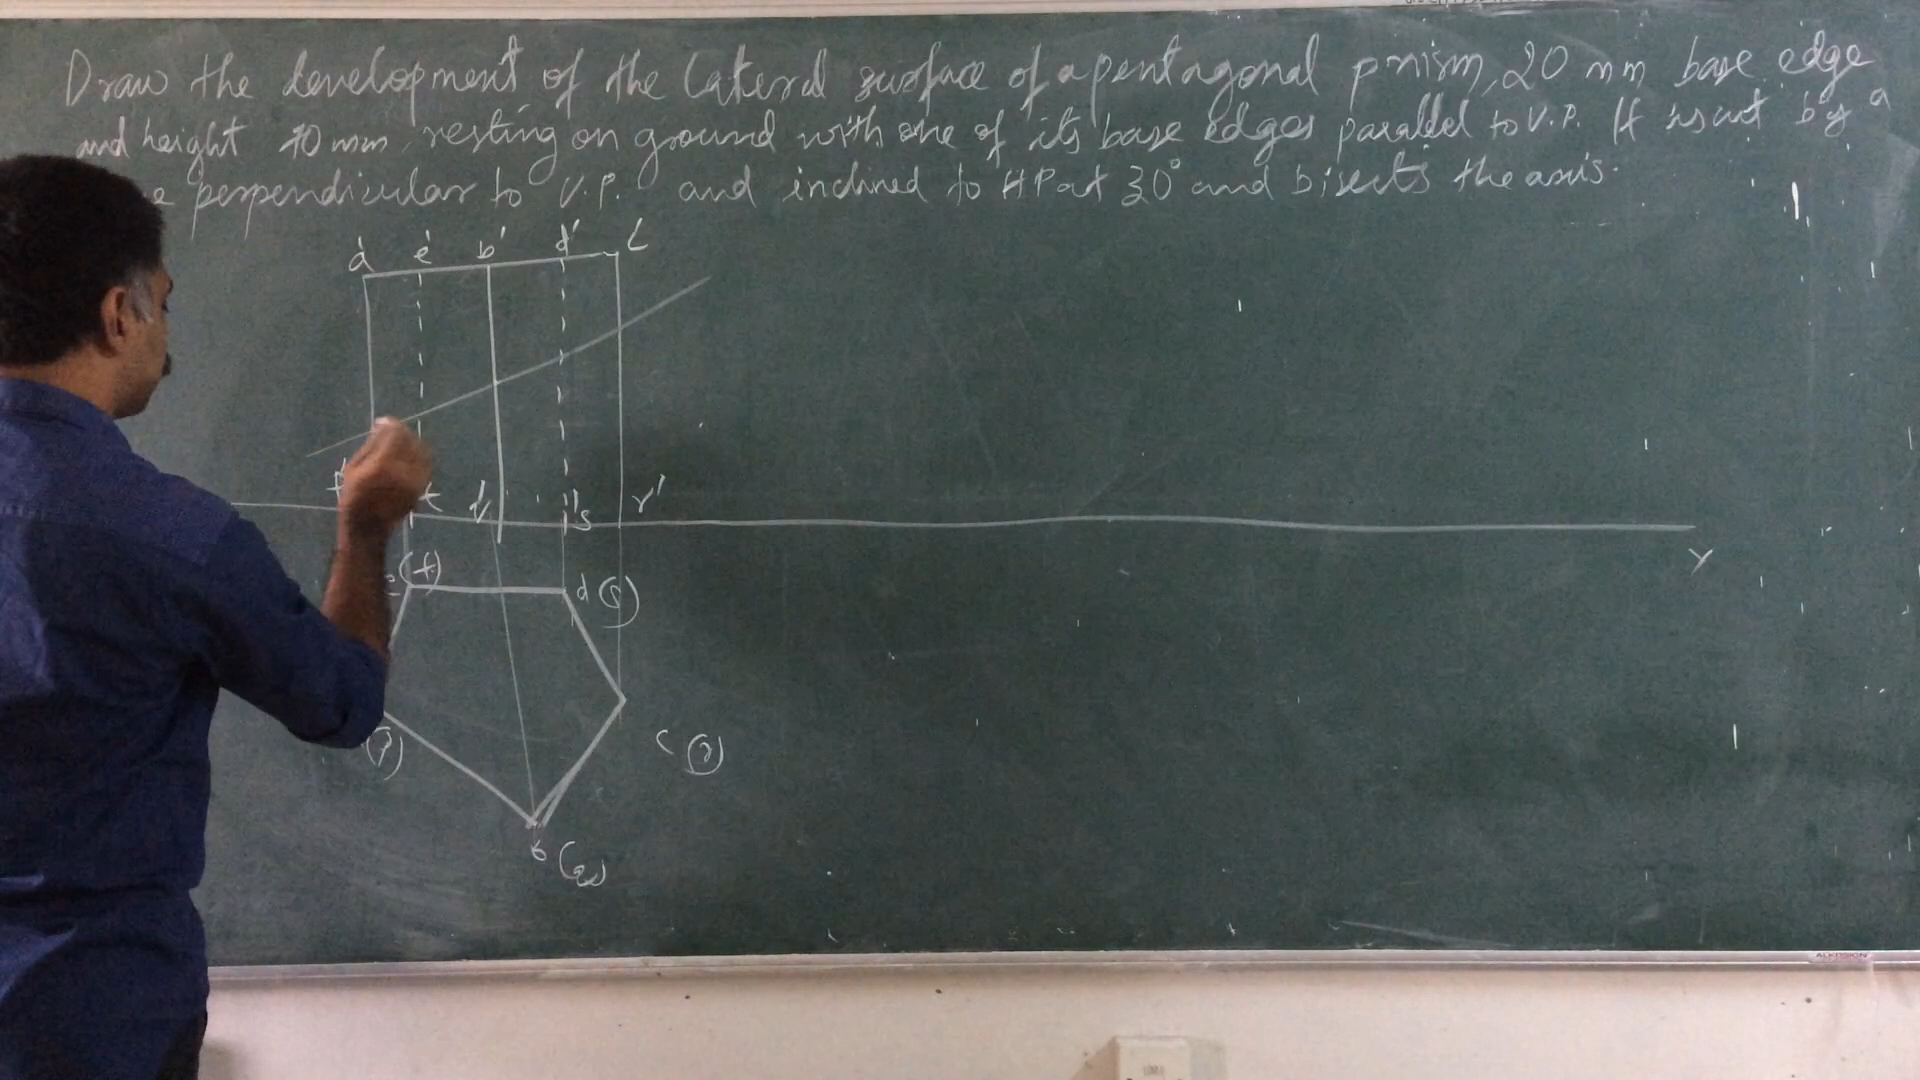 Draw the development of the Lateral surface of a pentagonal prism, 20 mm base edge
and height 70 mm, resting on ground with one of its base edges parallel to V.P. It is cut by a
perpendicular to V.P. and inclined to HP at 30° and bisects the axis.
a' e' b' d' c'
t s' r'
Y
(t) d (s)
(p) c (r)
b (q)